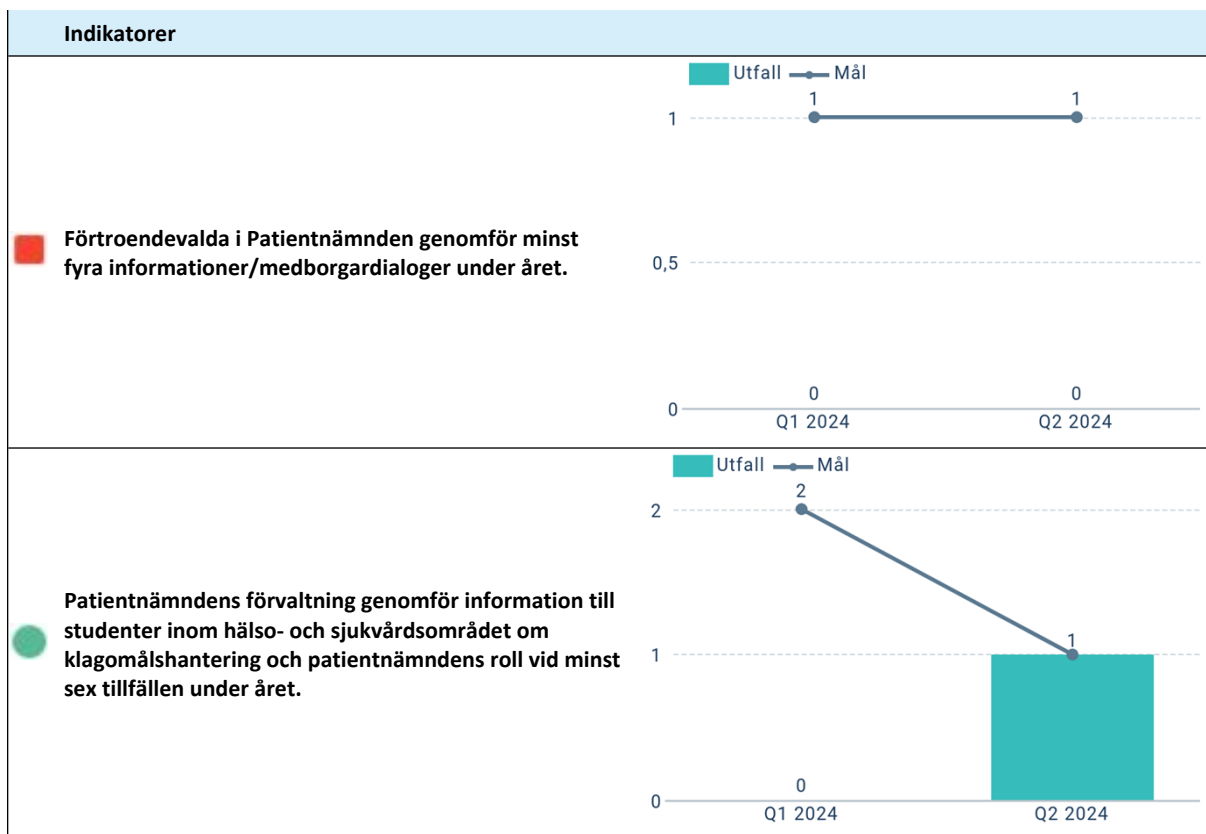 Indikatorer
Utfall Mål
1 1
1
Förtroendevalda i Patientnämnden genomför minst
fyra informationer/medborgardialoger under året.
0,5
0 0
0
Q1 2024 Q2 2024
Utfall Mål
2
2
Patientnämndens förvaltning genomför information till
studenter inom hälso- och sjukvårdsområdet om
klagomålshantering och patientnämndens roll vid minst
sex tillfällen under året.
1
1
0
0
Q1 2024 Q2 2024